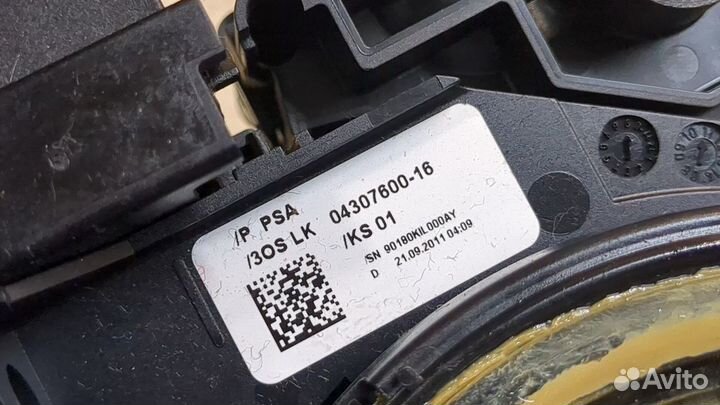 /P PSA 04307600-16
/3OS LK /KS 01
/SN 90180KIL000AY
D 21.09.2011 04:09
Avito